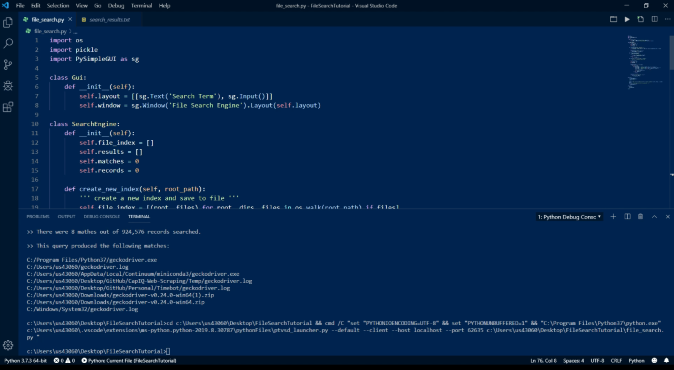 File Edit Selection View Go Debug Terminal Help
file_search.py - FileSearchTutorial - Visual Studio Code
file_search.py
search_results.txt
file_search.py > ...
1 import os
2 import pickle
3 import PySimpleGUI as sg
4
5 class Gui:
6 def __init__(self):
7 self.layout = [[sg.Text('Search Term'), sg.Input()]]
8 self.window = sg.Window('File Search Engine').Layout(self.layout)
9
10 class SearchEngine:
11 def __init__(self):
12 self.file_index = []
13 self.results = []
14 self.matches = 0
15 self.records = 0
16
17 def create_new_index(self, root_path):
18 ''' create a new index and save to file '''
19 self.file_index = [(root, files) for root, dirs, files in os.walk(root_path) if files]
PROBLEMS OUTPUT DEBUG CONSOLE TERMINAL
1: Python Debug Consc
>> There were 8 mathes out of 924,576 records searched.
>> This query produced the following matches:
C:/Program Files/Python37/geckodriver.exe
C:/Users/us43060/geckodriver.log
C:/Users/us43060/AppData/Local/Continuum/miniconda3/geckodriver.exe
C:/Users/us43060/Desktop/GitHub/CapIQ-Web-Scraping/Temp/geckodriver.log
C:/Users/us43060/Desktop/GitHub/Personal/Timebot/geckodriver.log
C:/Users/us43060/Downloads/geckodriver-v0.24.0-win64(1).zip
C:/Users/us43060/Downloads/geckodriver-v0.24.0-win64.zip
C:/Windows/System32/geckodriver.log
c:\Users\us43060\Desktop\FileSearchTutorial>cd c:\Users\us43060\Desktop\FileSearchTutorial && cmd /C "set "PYTHONIOENCODING=UTF-8" && set "PYTHONUNBUFFERED=1" && "C:\Program Files\Python37\python.exe"
c:\Users\us43060\.vscode\extensions\ms-python.python-2019.8.30787\pythonFiles\ptvsd_launcher.py --default --client --host localhost --port 62635 c:\Users\us43060\Desktop\FileSearchTutorial\file_search.
py "
c:\Users\us43060\Desktop\FileSearchTutorial>
Python 3.7.3 64-bit 0 0 Python: Current File (FileSearchTutorial) Ln 76, Col 8 Spaces: 4 UTF-8 CRLF Python